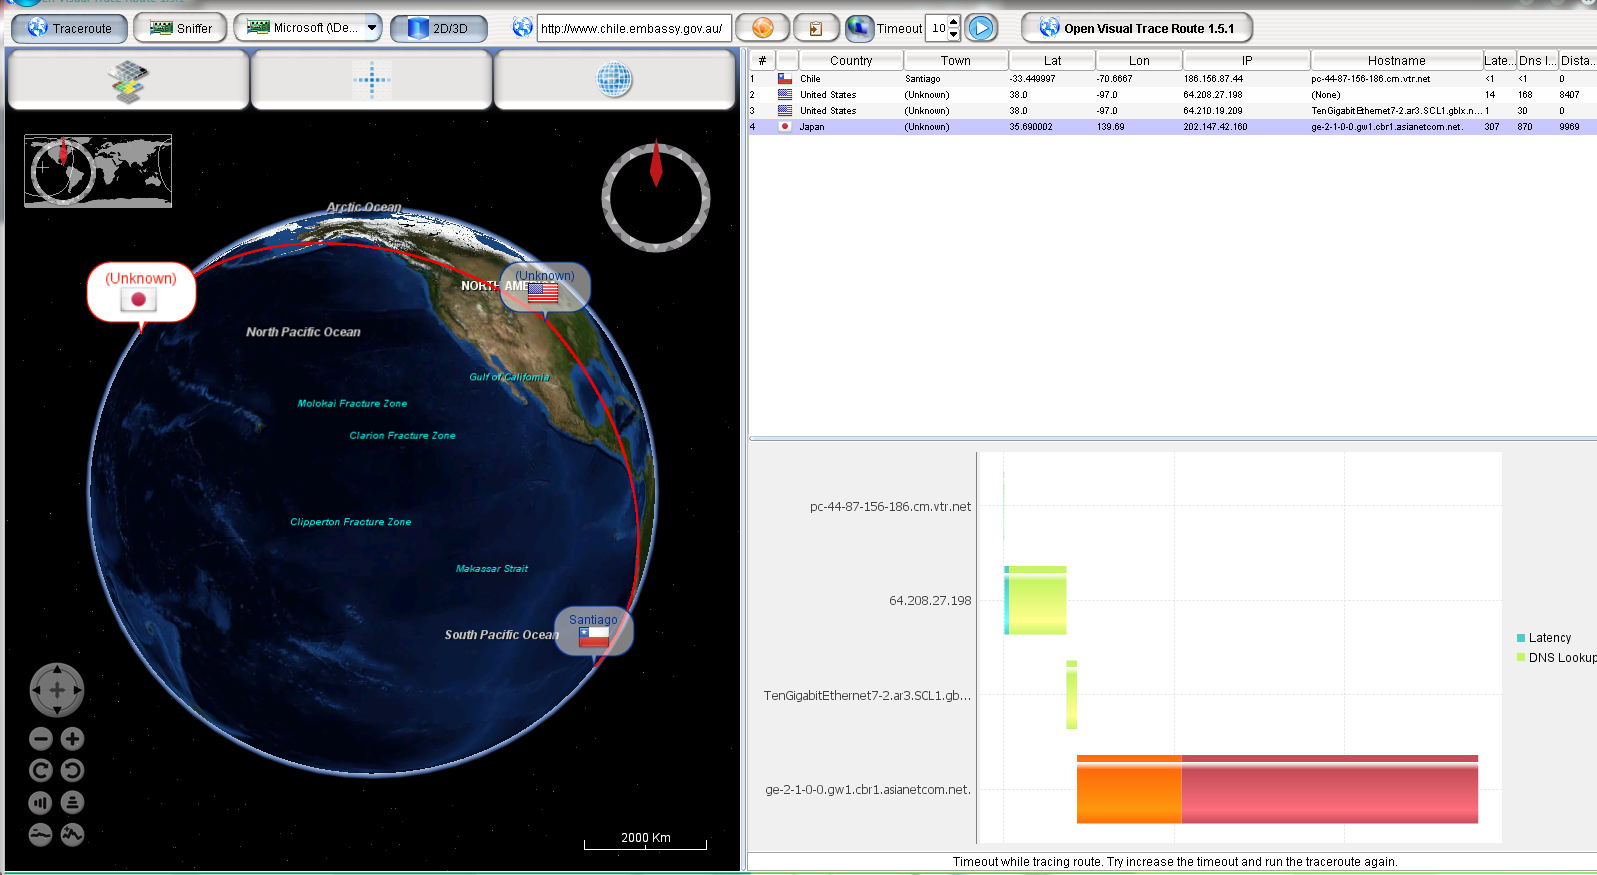 Traceroute
Sniffer
Microsoft (\De...
2D/3D
http://www.chile.embassy.gov.au/
Timeout
10
Open Visual Trace Route 1.5.1
# Country Town Lat Lon IP Hostname Late... Dns l... Dista...
1 Chile Santiago -33.449997 -70.6667 186.156.87.44 pc-44-87-156-186.cm.vtr.net <1 <1 0
2 United States (Unknown) 38.0 -97.0 64.208.27.198 (None) 14 168 8407
3 United States (Unknown) 38.0 -97.0 64.210.19.209 TenGigabitEthernet7-2.ar3.SCL1.gblx.n... 1 30 0
4 Japan (Unknown) 35.690002 139.69 202.147.42.160 ge-2-1-0-0.gw1.cbr1.asianetcom.net. 307 870 9969
Arctic Ocean
(Unknown)
(Unknown)
NORTH AME
North Pacific Ocean
Gulf of California
Molokai Fracture Zone
Clarion Fracture Zone
Clipperton Fracture Zone
Makassar Strait
Santiago
South Pacific Ocean
2000 Km
pc-44-87-156-186.cm.vtr.net
64.208.27.198
TenGigabitEthernet7-2.ar3.SCL1.gb...
ge-2-1-0-0.gw1.cbr1.asianetcom.net.
Latency
DNS Lookup
Timeout while tracing route. Try increase the timeout and run the traceroute again.